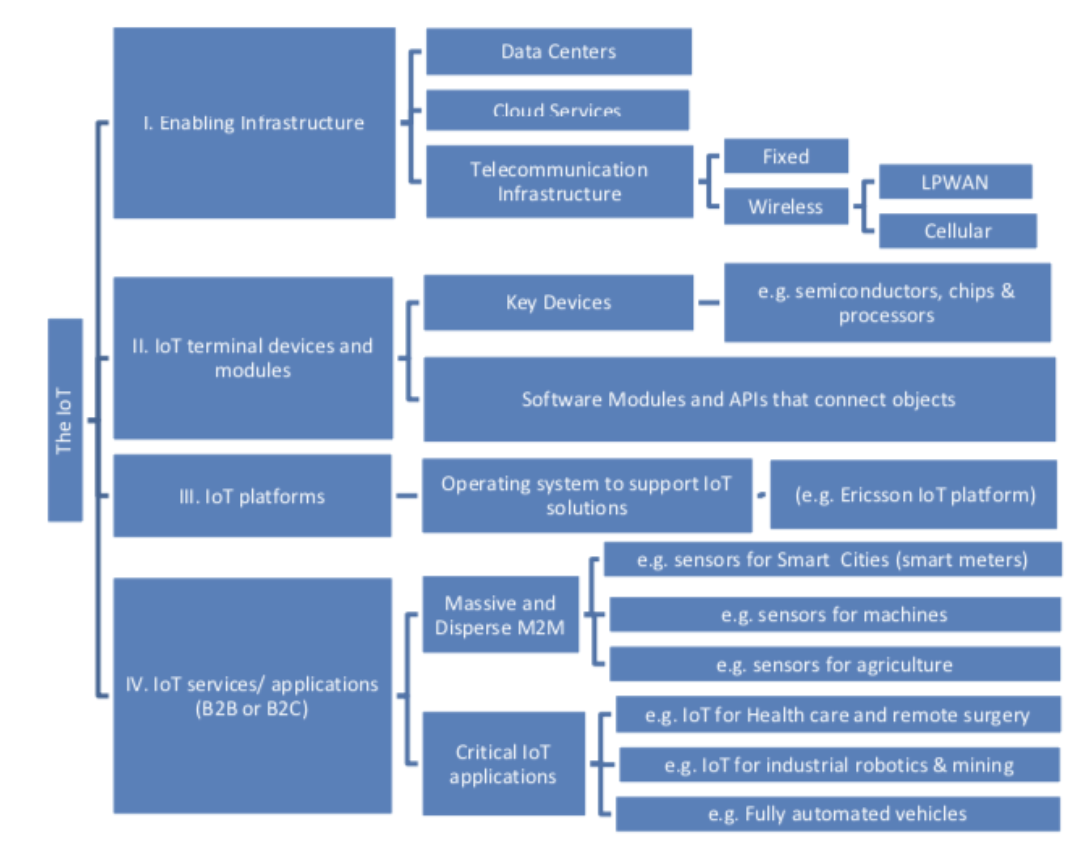 The IoT
I. Enabling Infrastructure
Data Centers
Cloud Services
Telecommunication
Infrastructure
Fixed
Wireless
LPWAN
Cellular
II. IoT terminal devices and
modules
Key Devices
e.g. semiconductors, chips &
processors
Software Modules and APIs that connect objects
III. IoT platforms
Operating system to support IoT
solutions
(e.g. Ericsson IoT platform)
IV. IoT services/ applications
(B2B or B2C)
Massive and
Disperse M2M
e.g. sensors for Smart Cities (smart meters)
e.g. sensors for machines
e.g. sensors for agriculture
Critical IoT
applications
e.g. IoT for Health care and remote surgery
e.g. IoT for industrial robotics & mining
e.g. Fully automated vehicles